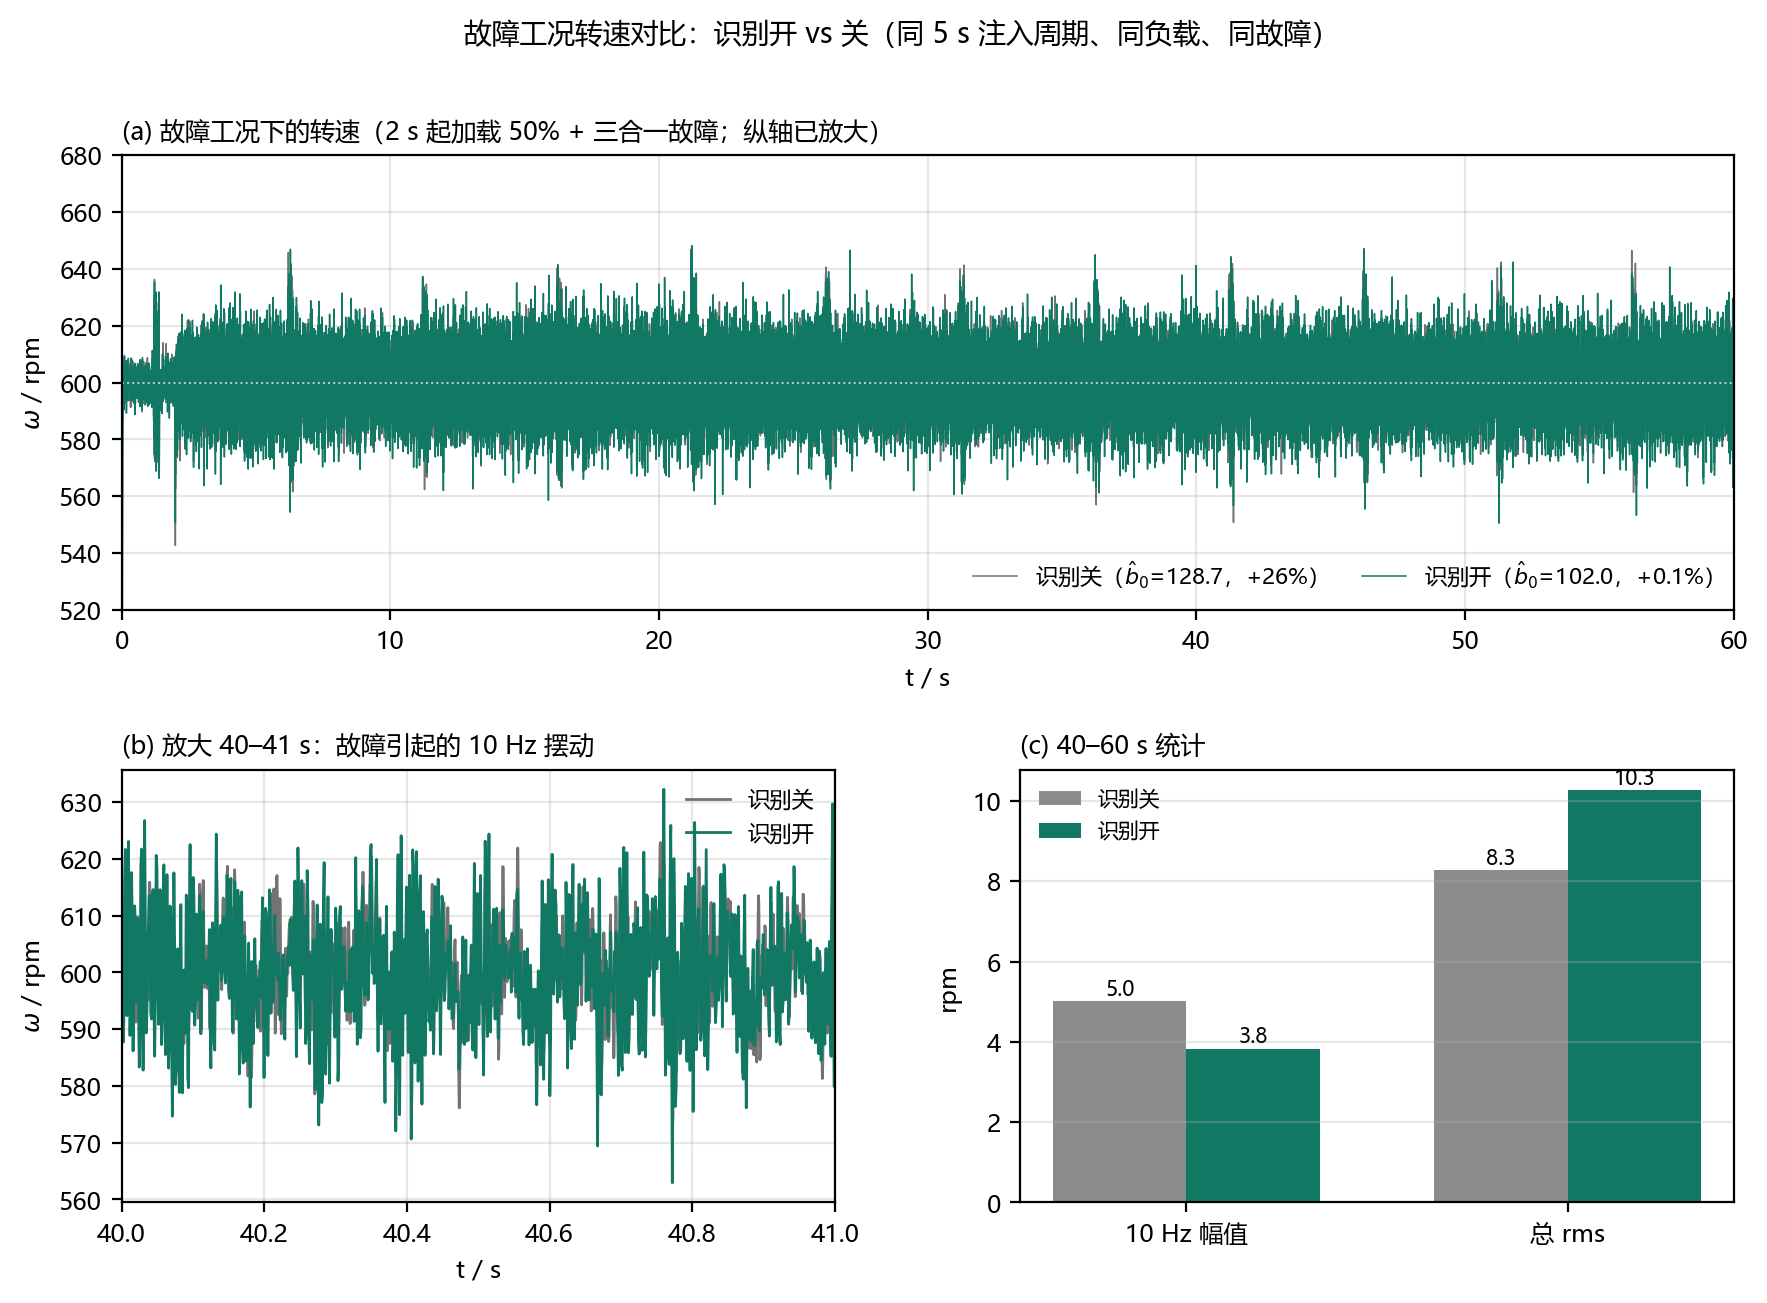 故障工况转速对比：识别开 vs 关（同 5 s 注入周期、同负载、同故障）
(a) 故障工况下的转速（2 s 起加载 50% + 三合一故障；纵轴已放大）
680
660
640
620
600
580
560
540
520
ω / rpm
识别关（b̂₀=128.7，+26%） 识别开（b̂₀=102.0，+0.1%）
0 10 20 30 40 50 60
t / s
(b) 放大 40–41 s：故障引起的 10 Hz 摆动
630
620
610
600
590
580
570
560
ω / rpm
识别关
识别开
40.0 40.2 40.4 40.6 40.8 41.0
t / s
(c) 40–60 s 统计
10
8
6
4
2
0
rpm
识别关
识别开
5.0
3.8
8.3
10.3
10 Hz 幅值 总 rms